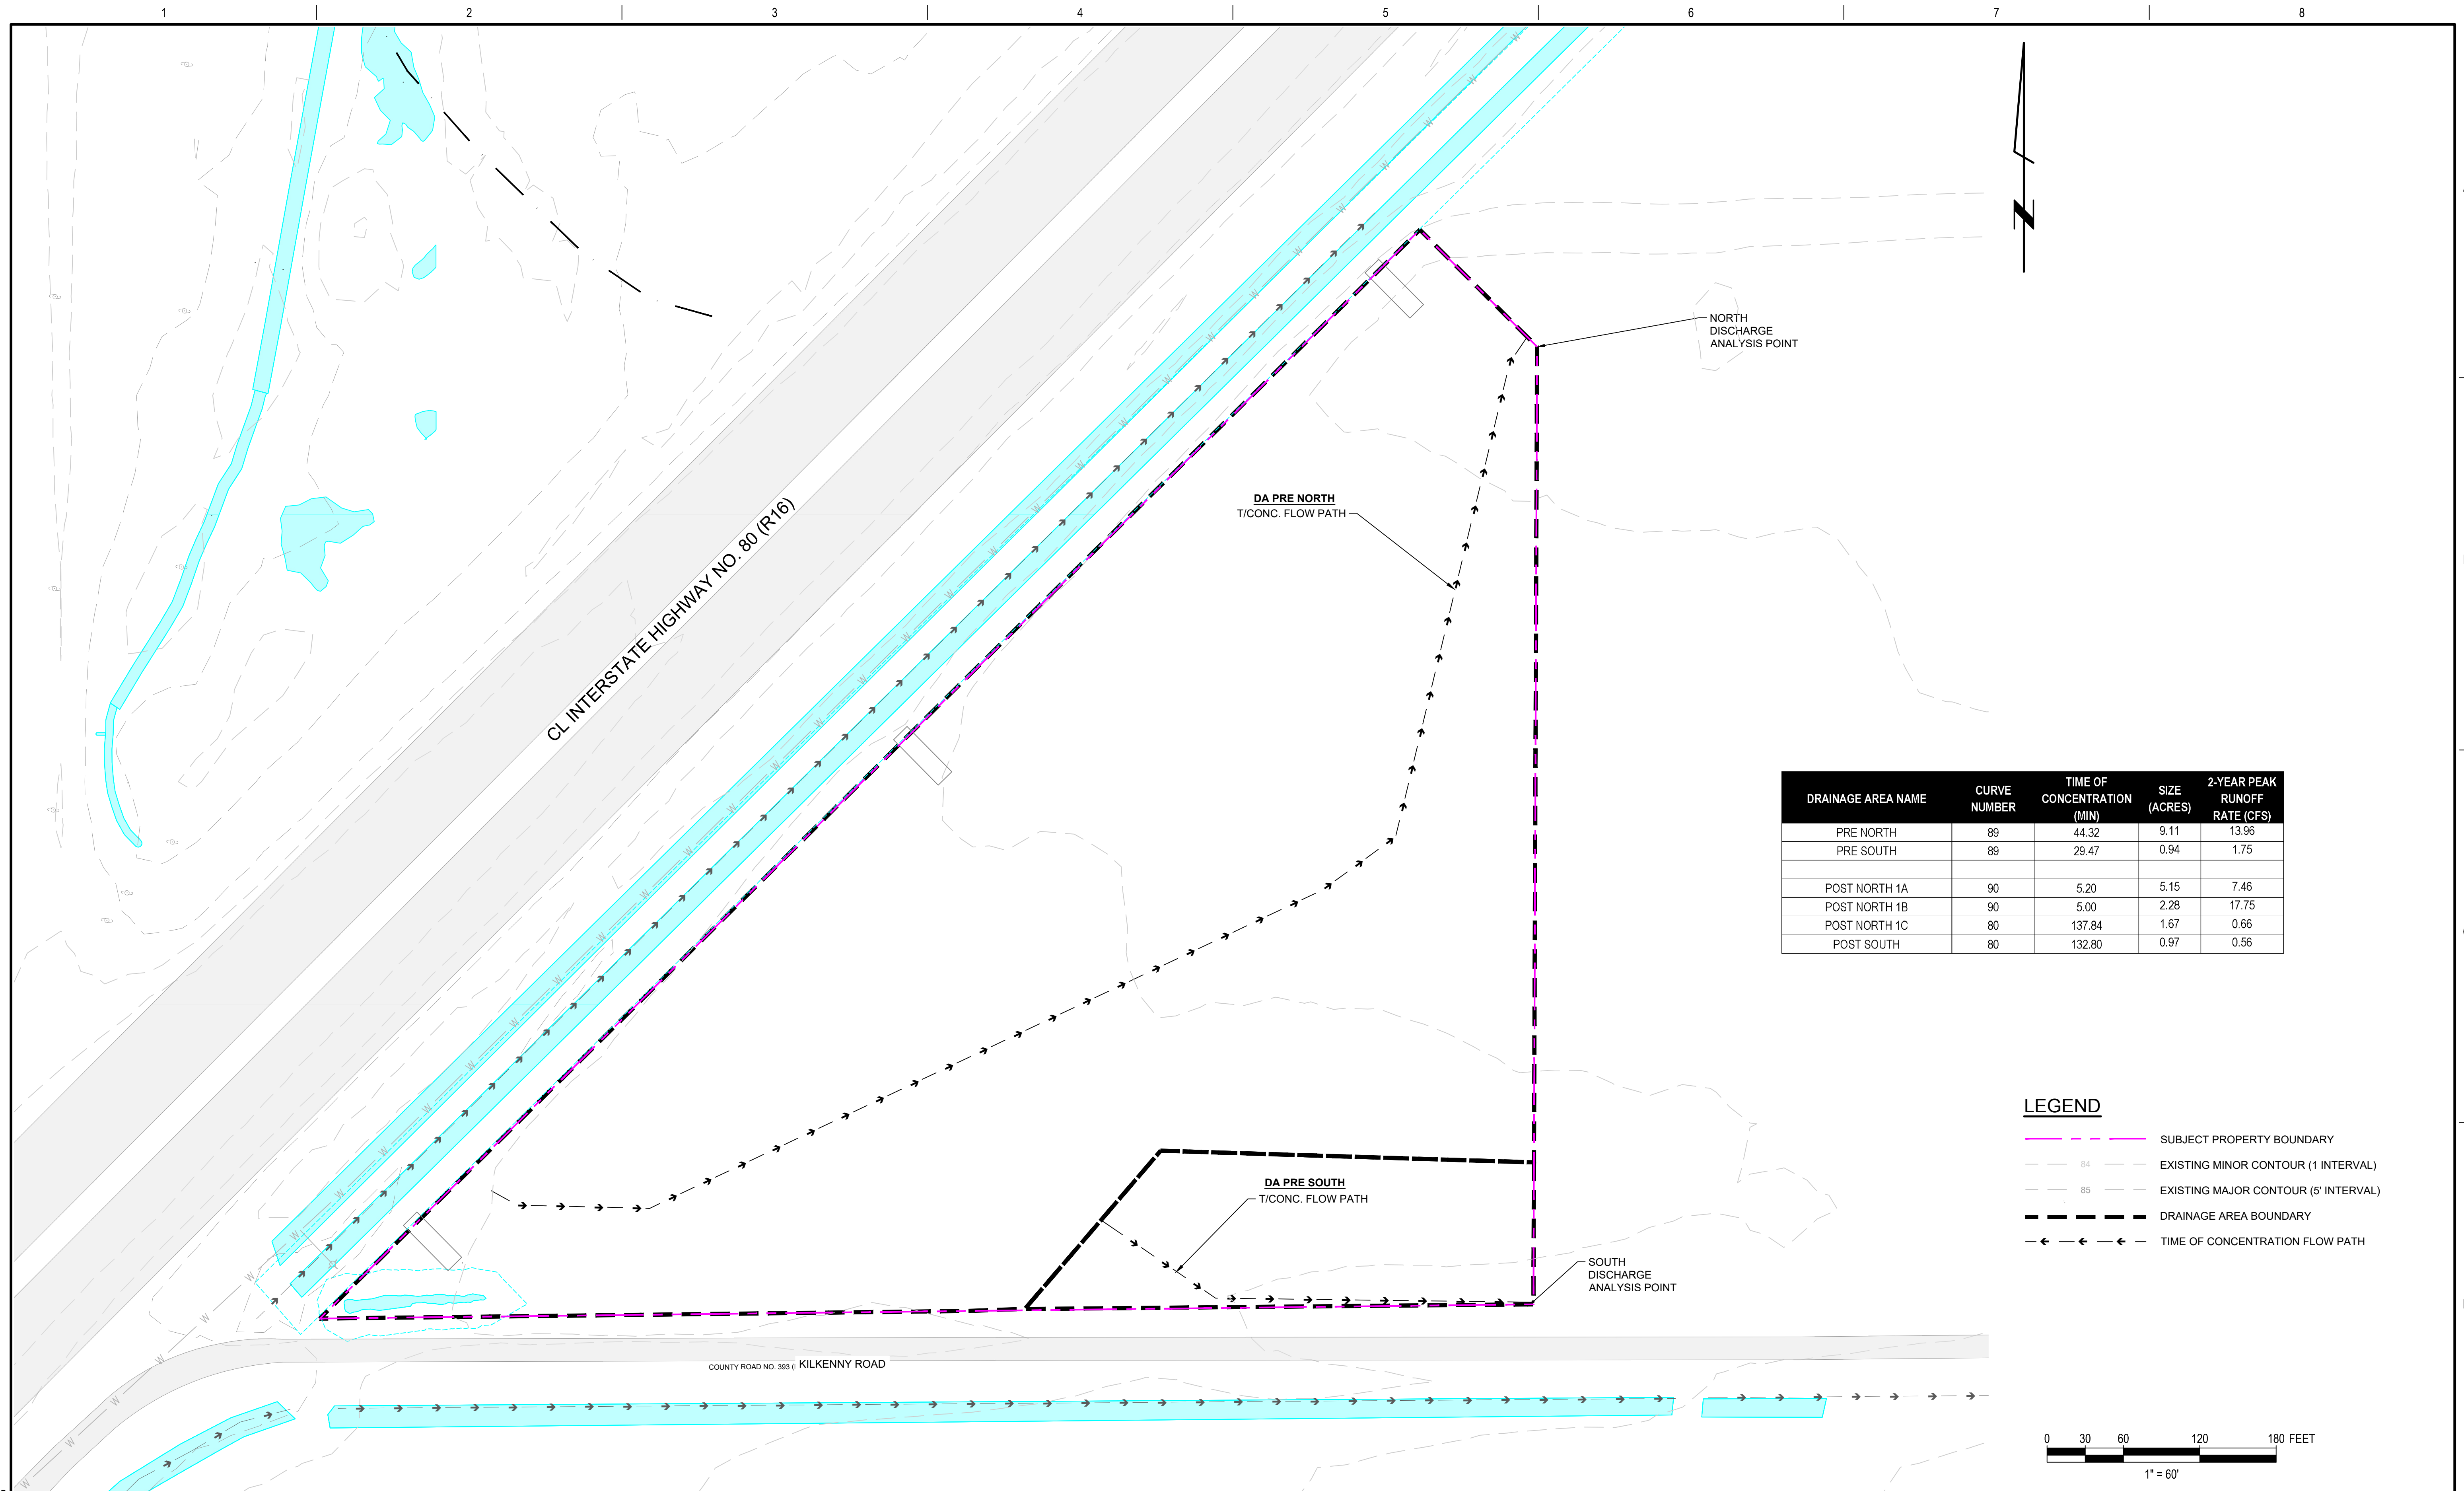 1 2 3 4 5 6 7 8
N
CL INTERSTATE HIGHWAY NO. 80 (R16)
NORTH
DISCHARGE
ANALYSIS POINT
DA PRE NORTH
T/CONC. FLOW PATH
DRAINAGE AREA NAME CURVE NUMBER TIME OF CONCENTRATION (MIN) SIZE (ACRES) 2-YEAR PEAK RUNOFF RATE (CFS)
PRE NORTH 89 44.32 9.11 13.96
PRE SOUTH 89 29.47 0.94 1.75
POST NORTH 1A 90 5.20 5.15 7.46
POST NORTH 1B 90 5.00 2.28 17.75
POST NORTH 1C 80 137.84 1.67 0.66
POST SOUTH 80 132.80 0.97 0.56
DA PRE SOUTH
T/CONC. FLOW PATH
SOUTH
DISCHARGE
ANALYSIS POINT
COUNTY ROAD NO. 393 ( KILKENNY ROAD
LEGEND
SUBJECT PROPERTY BOUNDARY
84 EXISTING MINOR CONTOUR (1 INTERVAL)
85 EXISTING MAJOR CONTOUR (5' INTERVAL)
DRAINAGE AREA BOUNDARY
TIME OF CONCENTRATION FLOW PATH
0 30 60 120 180 FEET
1" = 60'